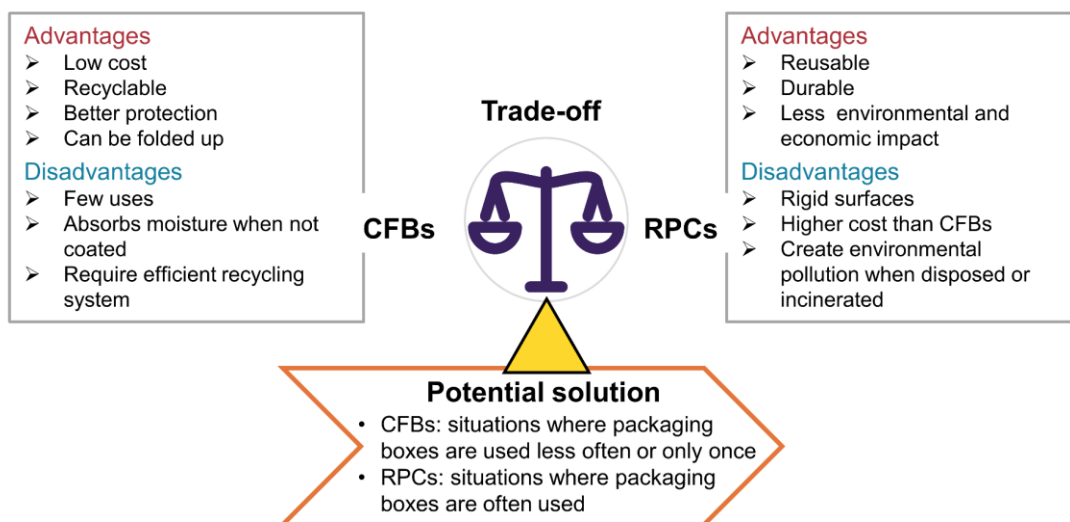 Advantages
➢ Low cost
➢ Recyclable
➢ Better protection
➢ Can be folded up
Disadvantages
➢ Few uses
➢ Absorbs moisture when not
coated
➢ Require efficient recycling
system
Trade-off
CFBs
RPCs
Advantages
➢ Reusable
➢ Durable
➢ Less environmental and
economic impact
Disadvantages
➢ Rigid surfaces
➢ Higher cost than CFBs
➢ Create environmental
pollution when disposed or
incinerated
Potential solution
• CFBs: situations where packaging
boxes are used less often or only once
• RPCs: situations where packaging
boxes are often used